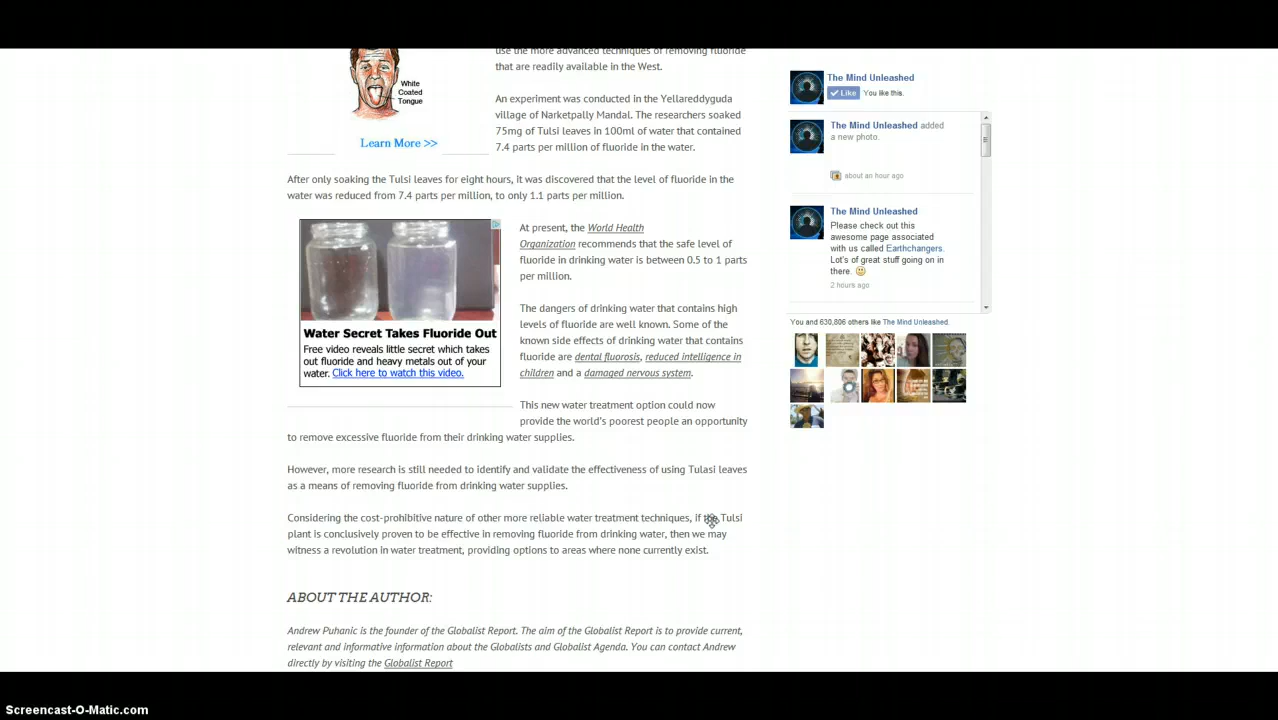 use the more advanced techniques of removing fluoride
that are readily available in the West.
White
Coated
Tongue
Learn More >>
An experiment was conducted in the Yellareddyguda
village of Narketpally Mandal. The researchers soaked
75mg of Tulsi leaves in 100ml of water that contained
7.4 parts per million of fluoride in the water.
After only soaking the Tulsi leaves for eight hours, it was discovered that the level of fluoride in the
water was reduced from 7.4 parts per million, to only 1.1 parts per million.
Water Secret Takes Fluoride Out
Free video reveals little secret which takes
out fluoride and heavy metals out of your
water. Click here to watch this video.
At present, the World Health
Organization recommends that the safe level of
fluoride in drinking water is between 0.5 to 1 parts
per million.
The dangers of drinking water that contains high
levels of fluoride are well known. Some of the
known side effects of drinking water that contains
fluoride are dental fluorosis, reduced intelligence in
children and a damaged nervous system.
This new water treatment option could now
provide the world's poorest people an opportunity
to remove excessive fluoride from their drinking water supplies.
However, more research is still needed to identify and validate the effectiveness of using Tulasi leaves
as a means of removing fluoride from drinking water supplies.
Considering the cost-prohibitive nature of other more reliable water treatment techniques, if the Tulsi
plant is conclusively proven to be effective in removing fluoride from drinking water, then we may
witness a revolution in water treatment, providing options to areas where none currently exist.
ABOUT THE AUTHOR:
Andrew Puhanic is the founder of the Globalist Report. The aim of the Globalist Report is to provide current,
relevant and informative information about the Globalists and Globalist Agenda. You can contact Andrew
directly by visiting the Globalist Report
The Mind Unleashed
Like You like this.
The Mind Unleashed added
a new photo.
about an hour ago
The Mind Unleashed
Please check out this
awesome page associated
with us called Earthchangers.
Lot's of great stuff going on in
there.
2 hours ago
You and 630,806 others like The Mind Unleashed.
Screencast-O-Matic.com